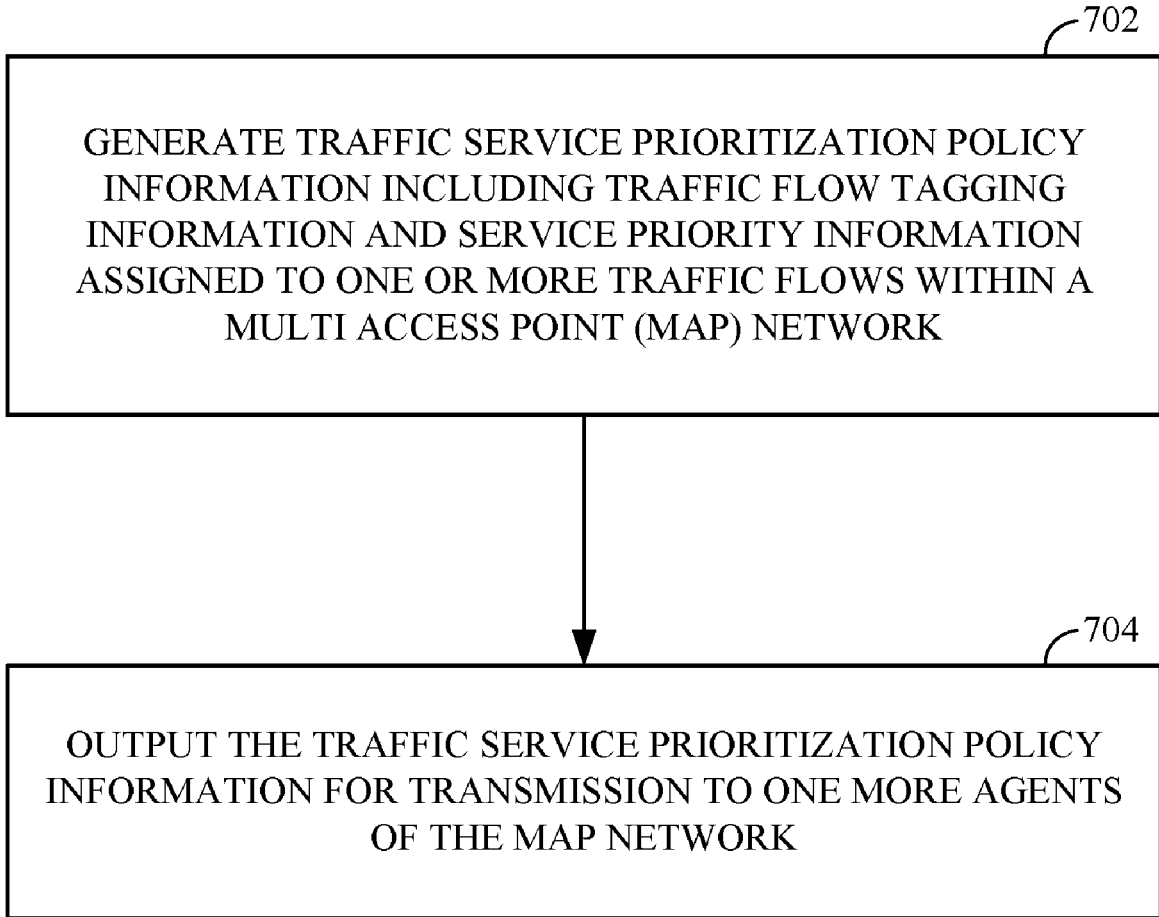 702
GENERATE TRAFFIC SERVICE PRIORITIZATION POLICY
INFORMATION INCLUDING TRAFFIC FLOW TAGGING
INFORMATION AND SERVICE PRIORITY INFORMATION
ASSIGNED TO ONE OR MORE TRAFFIC FLOWS WITHIN A
MULTI ACCESS POINT (MAP) NETWORK
704
OUTPUT THE TRAFFIC SERVICE PRIORITIZATION POLICY
INFORMATION FOR TRANSMISSION TO ONE MORE AGENTS
OF THE MAP NETWORK